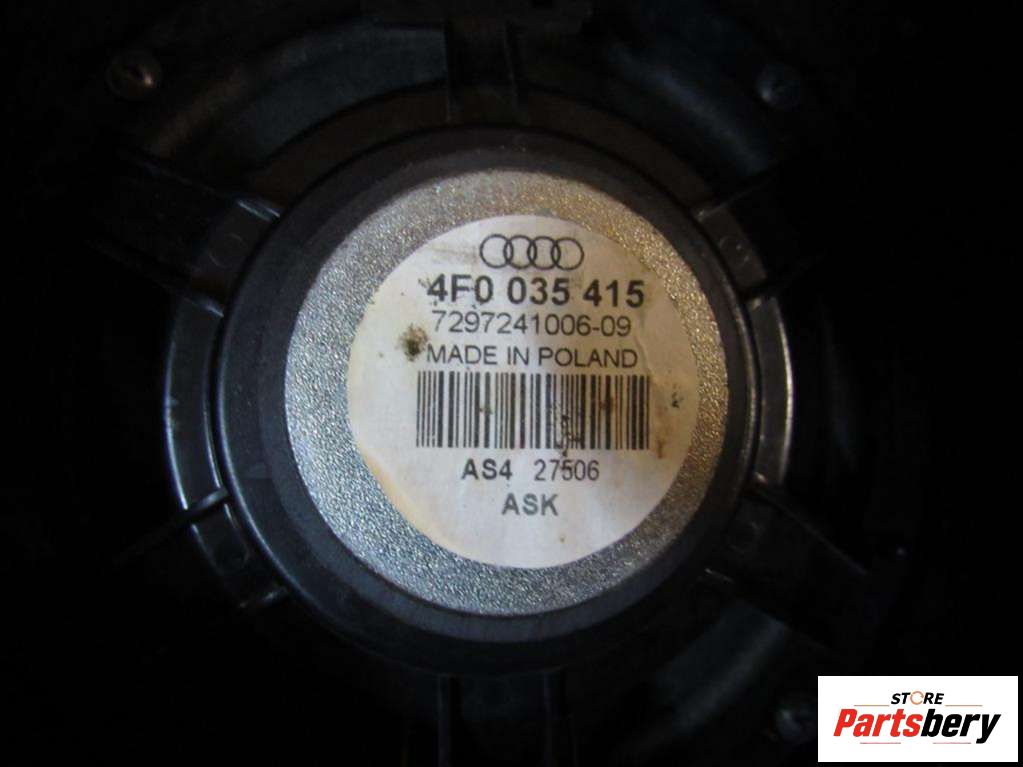 4F0 035 415
7297241006-09
MADE IN POLAND
AS4 27506
ASK
STORE
Partsbery